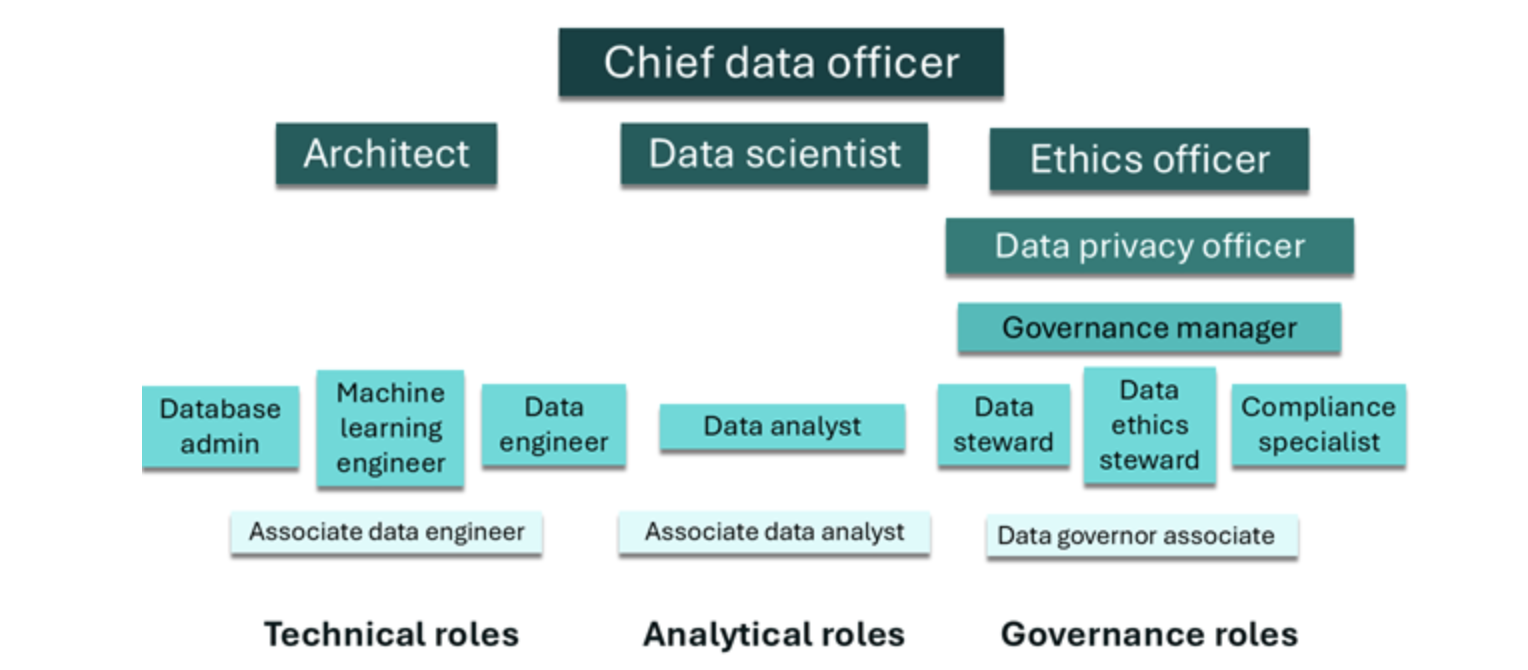 Chief data officer
Architect
Data scientist
Ethics officer
Data privacy officer
Governance manager
Database
admin
Machine
learning
engineer
Data
engineer
Data analyst
Data
steward
Data
ethics
steward
Compliance
specialist
Associate data engineer
Associate data analyst
Data governor associate
Technical roles
Analytical roles
Governance roles